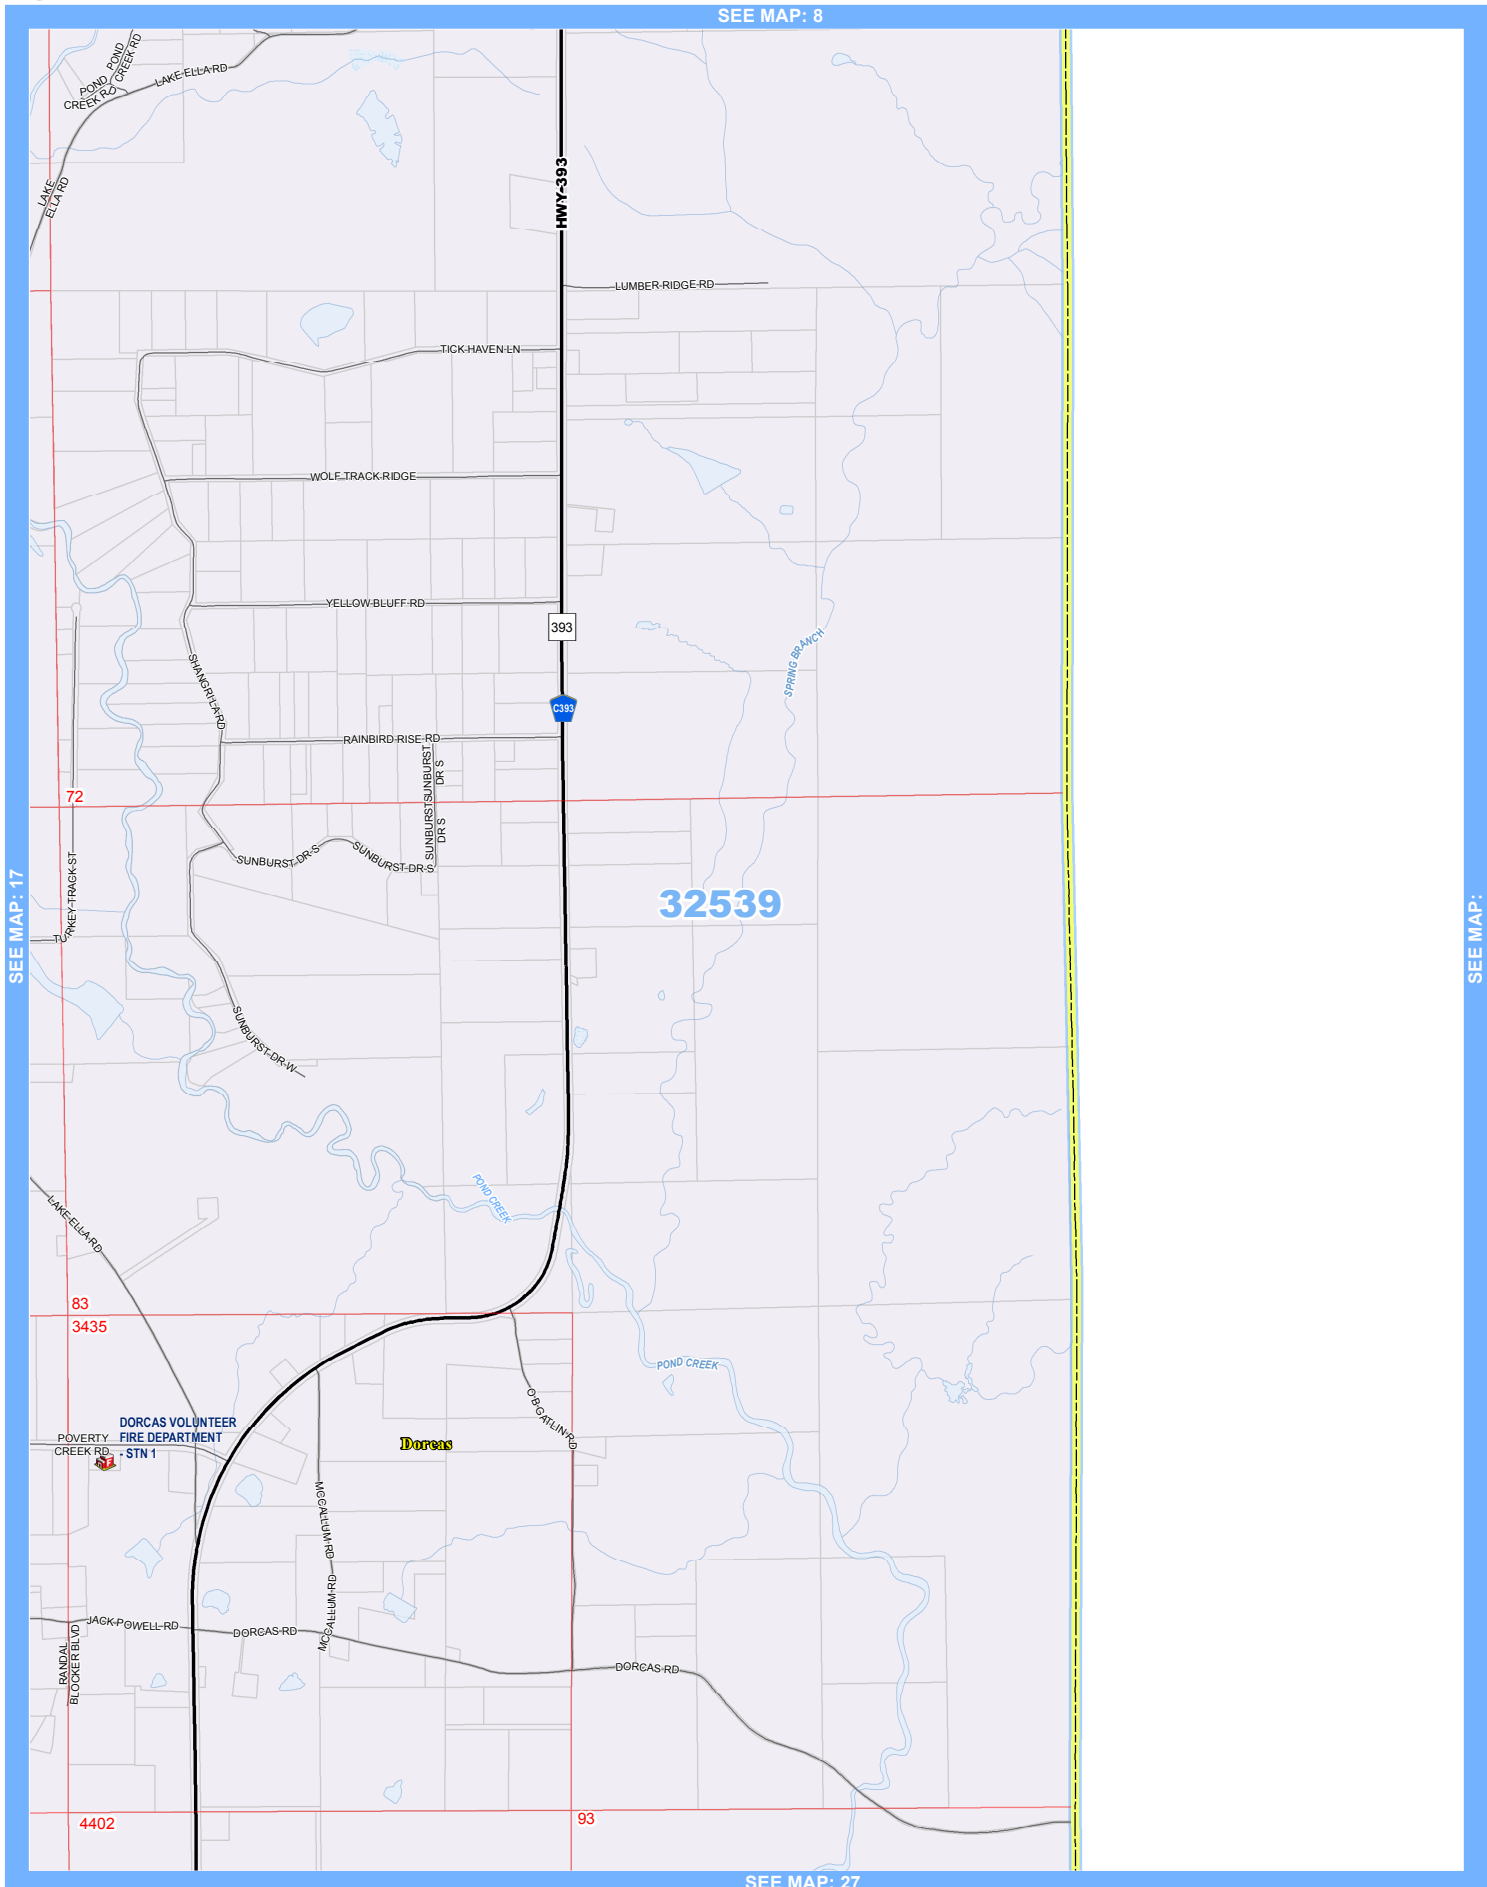 SEE MAP: 8
POND
CREEK RD
POND
CREEK RD
LAKE-ELLA RD
LAKE
ELLA RD
HWY-393
LUMBER-RIDGE-RD
TICK-HAVEN-LN
WOLF-TRACK-RIDGE
YELLOW-BLUFF-RD
393
SPRING BRANCH
SHANGRI-LA-RD
C393
RAINBIRD-RISE-RD
SUNBURST
DR S
72
SUNBURST
DR S
SUNBURST-DR-S
SUNBURST-DR-S
TURKEY-TRACK-ST
32539
SEE MAP: 17
SEE MAP:
SUNBURST-DR-W
POND CREEK
LAKE-ELLA-RD
83
3435
POND CREEK
O-B-GATLIN-RD
DORCAS VOLUNTEER
FIRE DEPARTMENT
- STN 1
POVERTY
CREEK RD
F
Dorcas
MCCALLUM-RD
MCCALLUM-RD
JACK-POWELL-RD
DORCAS-RD
RANDAL
BLOCKER BLVD
DORCAS-RD
4402
93
SEE MAP: 27